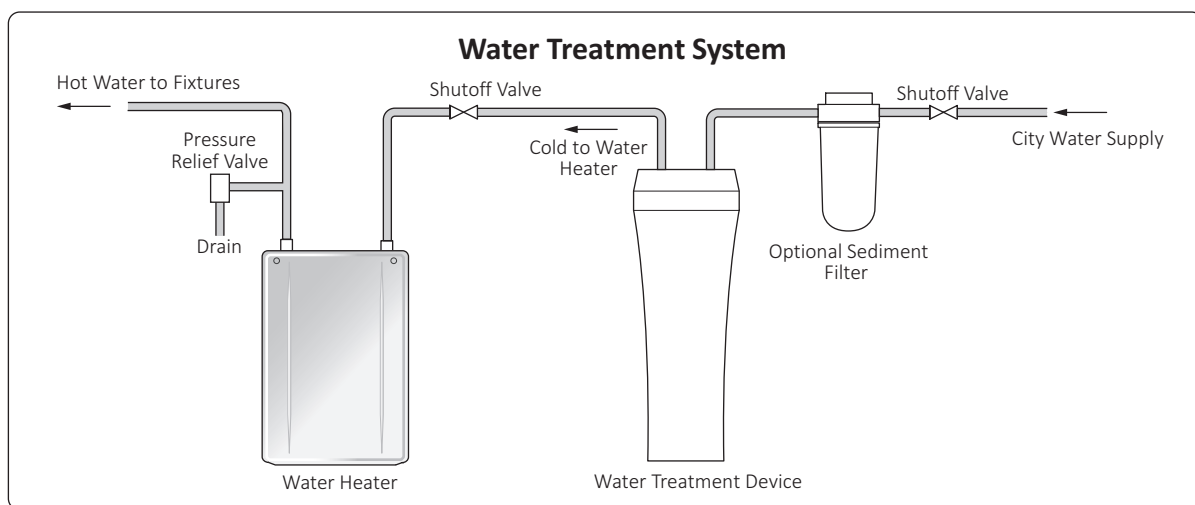 Water Treatment System
Hot Water to Fixtures
Shutoff Valve
Shutoff Valve
Pressure
Relief Valve
Cold to Water
Heater
City Water Supply
Drain
Optional Sediment
Filter
Water Heater
Water Treatment Device